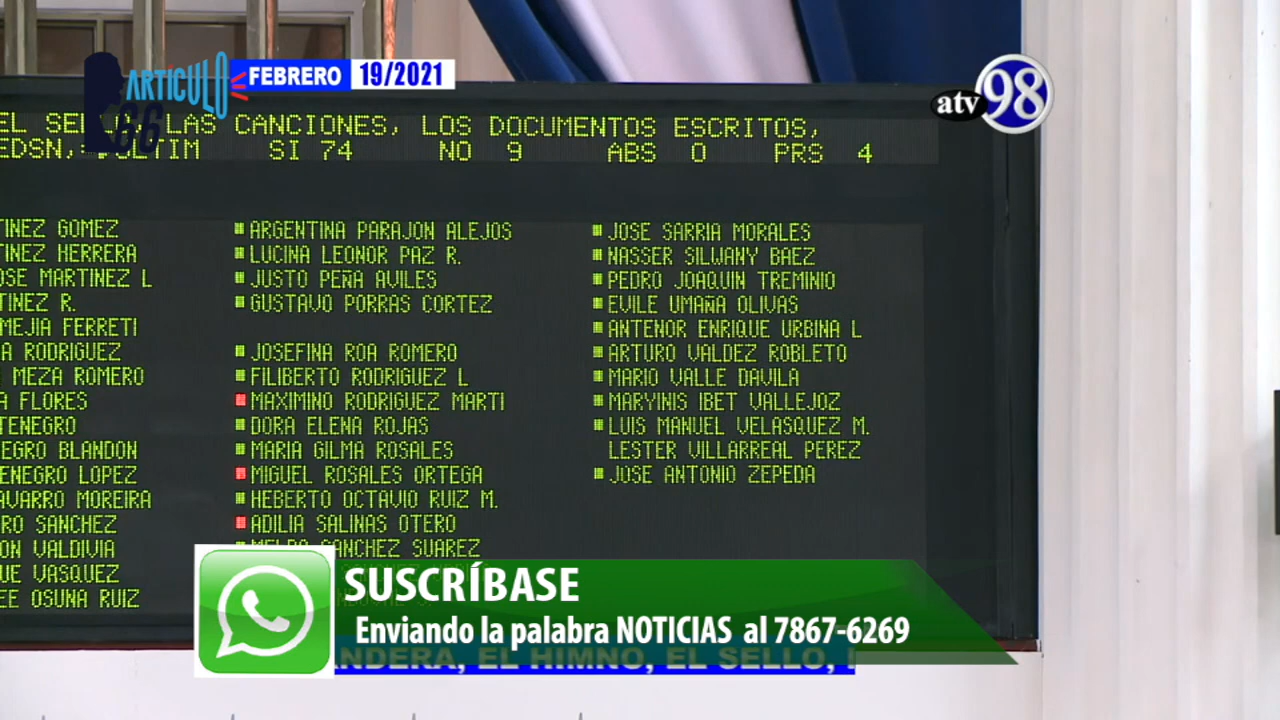 ARTICULO
66
FEBRERO 19/2021
atv 98
EL LAS CANCIONES, LOS DOCUMENTOS ESCRITOS,
SI 74 NO 9 ABS 0 PRS 4
TINEZ GOMEZ
TINEZ HERRERA
OSE MARTINEZ L
TINEZ R.
MEJIA FERRETI
A RODRIGUEZ
MEZA ROMERO
A FLORES
TENEGRO
EGRO BLANDON
ENEGRO LOPEZ
AVARRO MOREIRA
RO SANCHEZ
ON VALDIVIA
UE VASQUEZ
EE OSUNA RUIZ
ARGENTINA PARAJON ALEJOS
LUCINA LEONOR PAZ R.
JUSTO PEÑA AVILES
GUSTAVO PORRAS CORTEZ
JOSEFINA ROA ROMERO
FILIBERTO RODRIGUEZ L
MAXIMINO RODRIGUEZ MARTI
DORA ELENA ROJAS
MARIA GILMA ROSALES
MIGUEL ROSALES ORTEGA
HEBERTO OCTAVIO RUIZ M.
ADILIA SALINAS OTERO
SANCHEZ SUAREZ
JOSE SARRIA MORALES
NASSER SILWANY BAEZ
PEDRO JOAQUIN TREMINIO
EVILE UMAÑA OLIVAS
ANTENOR ENRIQUE URBINA L
ARTURO VALDEZ ROBLETO
MARIO VALLE DAVILA
MARYINIS IBET VALLEJOZ
LUIS MANUEL VELASQUEZ M.
LESTER VILLARREAL PEREZ
JOSE ANTONIO ZEPEDA
SUSCRÍBASE
Enviando la palabra NOTICIAS al 7867-6269
ANDERA, EL HIMNO, EL SELLO,